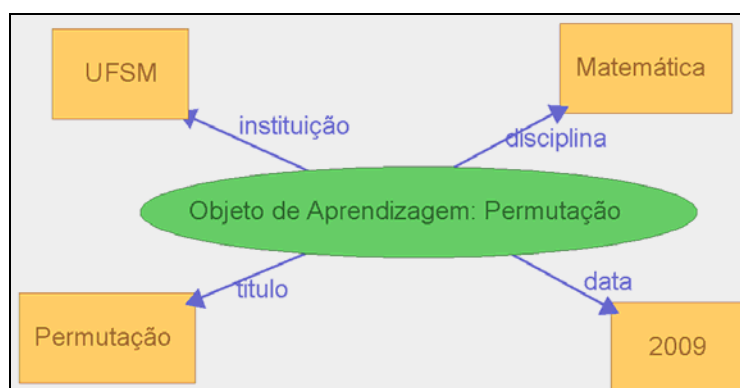 UFSM
Matemática
instituição
disciplina
Objeto de Aprendizagem: Permutação
titulo
data
Permutação
2009